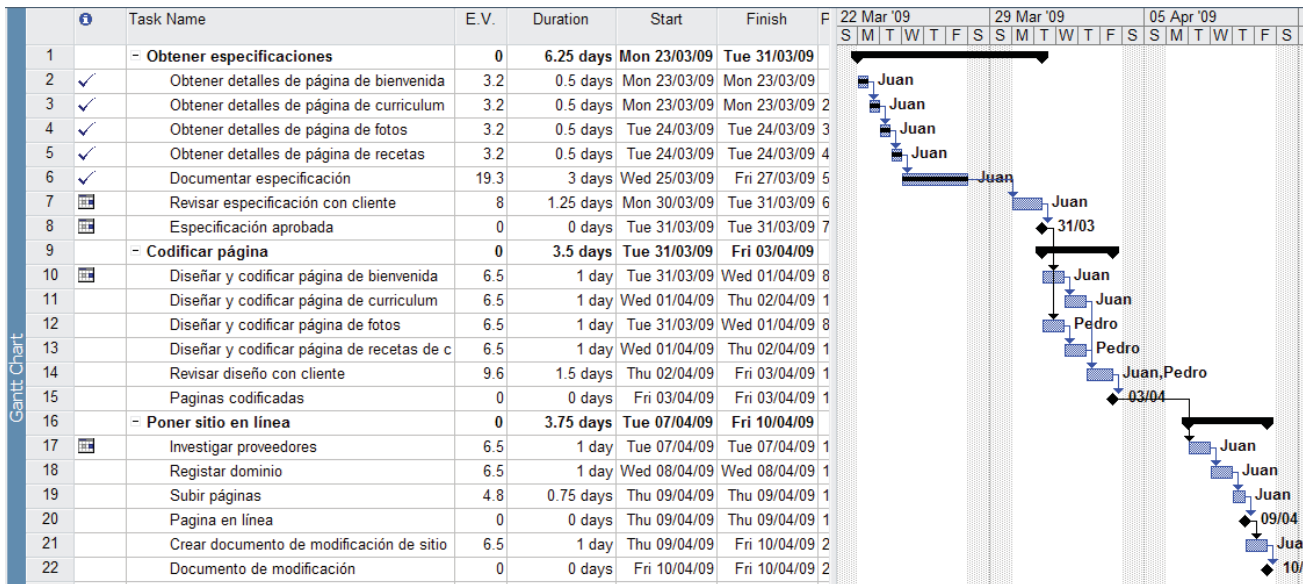 Task Name E.V. Duration Start Finish P 22 Mar '09 29 Mar '09 05 Apr '09
S M T W T F S S M T W T F S S M T W T F S
1 − Obtener especificaciones 0 6.25 days Mon 23/03/09 Tue 31/03/09
2 Obtener detalles de página de bienvenida 3.2 0.5 days Mon 23/03/09 Mon 23/03/09 Juan
3 Obtener detalles de página de curriculum 3.2 0.5 days Mon 23/03/09 Mon 23/03/09 2 Juan
4 Obtener detalles de página de fotos 3.2 0.5 days Tue 24/03/09 Tue 24/03/09 3 Juan
5 Obtener detalles de página de recetas 3.2 0.5 days Tue 24/03/09 Tue 24/03/09 4 Juan
6 Documentar especificación 19.3 3 days Wed 25/03/09 Fri 27/03/09 5 Juan
7 Revisar especificación con cliente 8 1.25 days Mon 30/03/09 Tue 31/03/09 6 Juan
8 Especificación aprobada 0 0 days Tue 31/03/09 Tue 31/03/09 7 31/03
9 − Codificar página 0 3.5 days Tue 31/03/09 Fri 03/04/09
10 Diseñar y codificar página de bienvenida 6.5 1 day Tue 31/03/09 Wed 01/04/09 8 Juan
11 Diseñar y codificar página de curriculum 6.5 1 day Wed 01/04/09 Thu 02/04/09 1 Juan
12 Diseñar y codificar página de fotos 6.5 1 day Tue 31/03/09 Wed 01/04/09 8 Pedro
13 Diseñar y codificar página de recetas de c 6.5 1 day Wed 01/04/09 Thu 02/04/09 1 Pedro
14 Revisar diseño con cliente 9.6 1.5 days Thu 02/04/09 Fri 03/04/09 1 Juan,Pedro
15 Paginas codificadas 0 0 days Fri 03/04/09 Fri 03/04/09 1 03/04
16 − Poner sitio en línea 0 3.75 days Tue 07/04/09 Fri 10/04/09
17 Investigar proveedores 6.5 1 day Tue 07/04/09 Tue 07/04/09 1 Juan
18 Registar dominio 6.5 1 day Wed 08/04/09 Wed 08/04/09 1 Juan
19 Subir páginas 4.8 0.75 days Thu 09/04/09 Thu 09/04/09 1 Juan
20 Pagina en línea 0 0 days Thu 09/04/09 Thu 09/04/09 1 09/04
21 Crear documento de modificación de sitio 6.5 1 day Thu 09/04/09 Fri 10/04/09 2 Jua
22 Documento de modificación 0 0 days Fri 10/04/09 Fri 10/04/09 2 10/
Gantt Chart